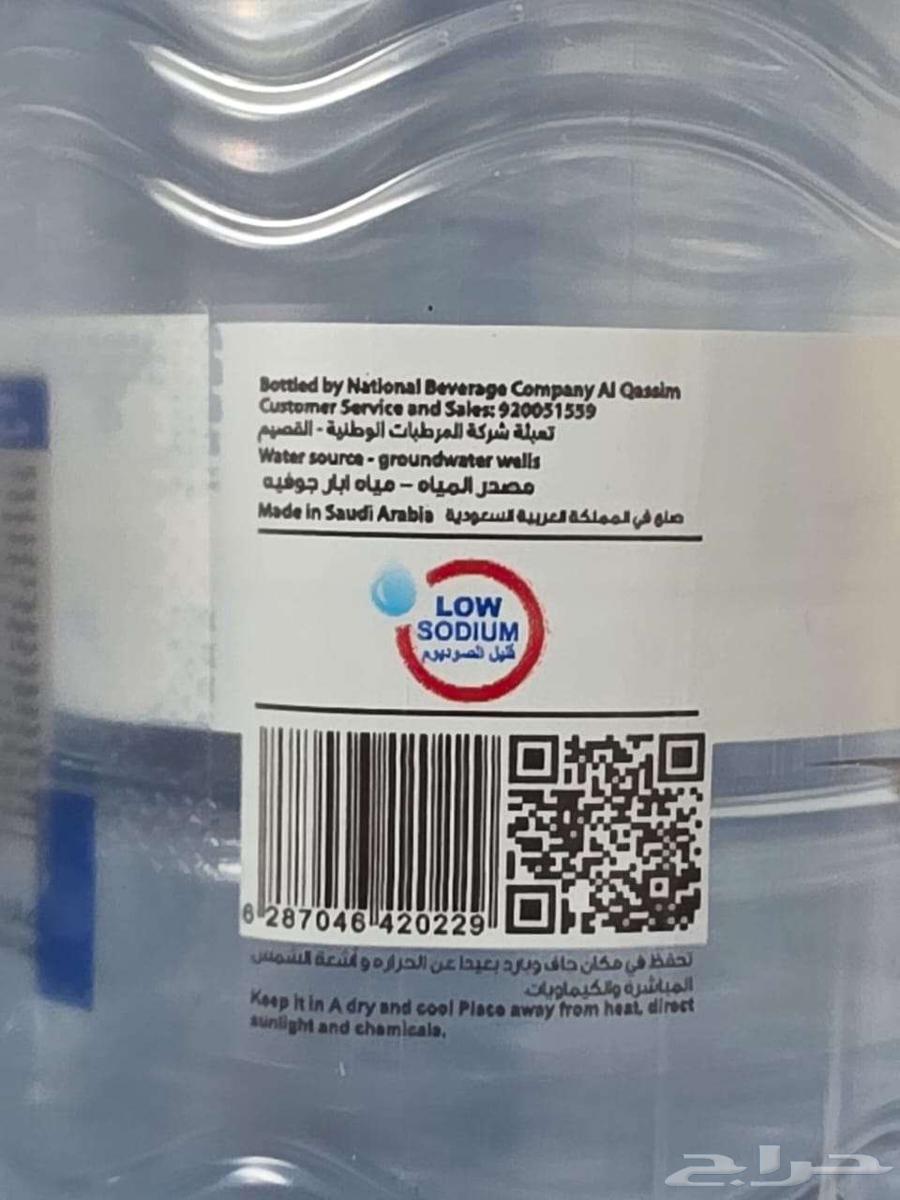 Bottled by National Beverage Company Al Qassim
Customer Service and Sales: 920051559
تعبئة شركة المرطبات الوطنية - القصيم
Water source - groundwater wells
مصدر المياه – مياه ابار جوفيه
Made in Saudi Arabia صنع في المملكة العربية السعودية
LOW
SODIUM
قليل الصوديوم
6 287046 420229
تحفظ في مكان جاف وبارد بعيدا عن الحراره و أشعة الشمس
المباشرة والكيماويات.
Keep it in A dry and cool Place away from heat, direct
sunlight and chemicals.
حراج